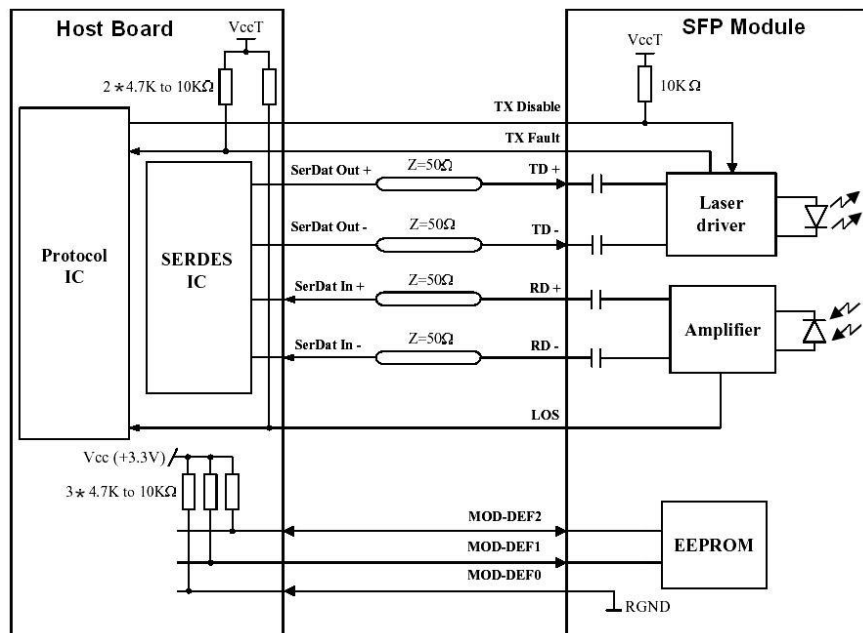 Host Board
SFP Module
VccT
VccT
2*4.7K to 10KΩ
10KΩ
TX Disable
TX Fault
Protocol
IC
SERDES
IC
SerDat Out +
Z=50Ω
TD +
SerDat Out -
Z=50Ω
TD -
SerDat In +
Z=50Ω
RD +
SerDat In -
Z=50Ω
RD -
Laser
driver
Amplifier
LOS
Vcc (+3.3V)
3*4.7K to 10KΩ
MOD-DEF2
MOD-DEF1
MOD-DEF0
EEPROM
RGND